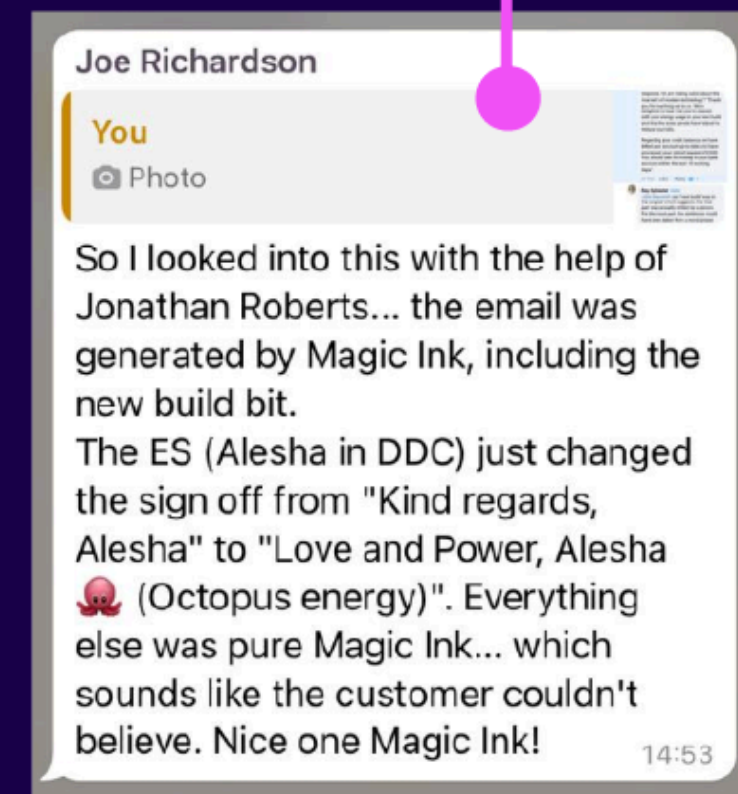 Joe Richardson
You
Photo
So I looked into this with the help of
Jonathan Roberts... the email was
generated by Magic Ink, including the
new build bit.
The ES (Alesha in DDC) just changed
the sign off from "Kind regards,
Alesha" to "Love and Power, Alesha
🐙 (Octopus energy)". Everything
else was pure Magic Ink... which
sounds like the customer couldn't
believe. Nice one Magic Ink!
14:53